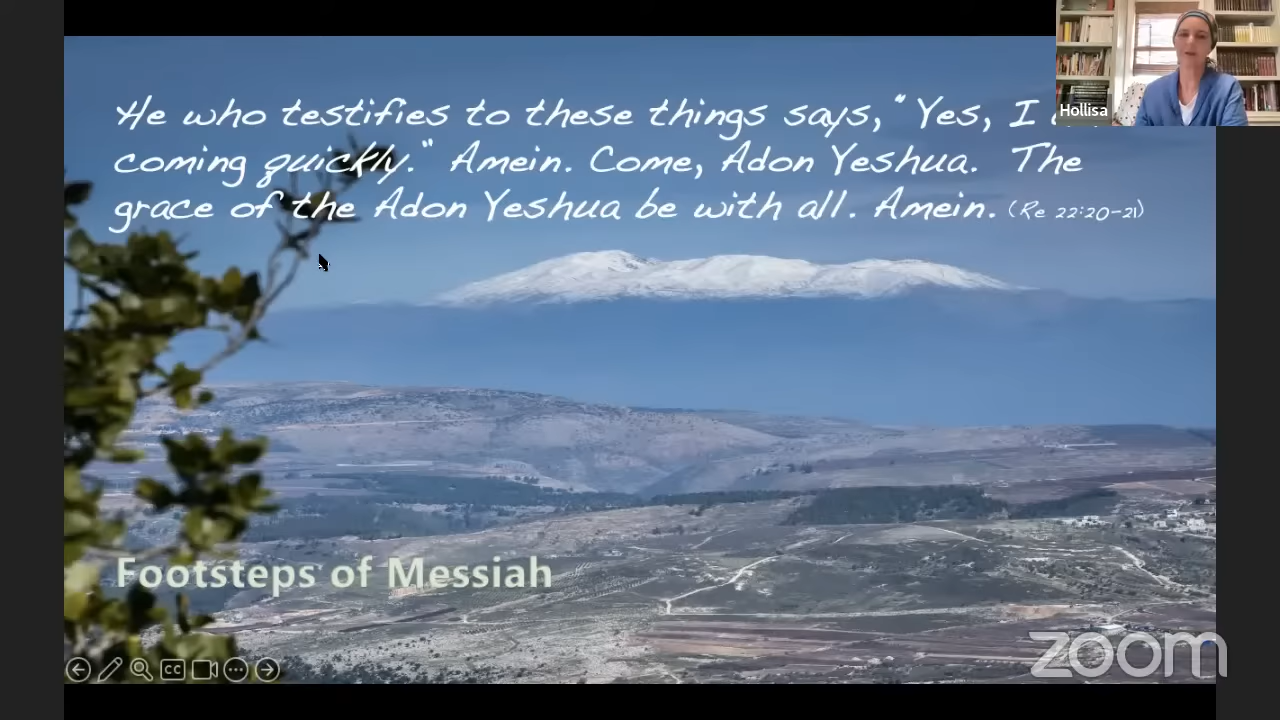 He who testifies to these things says, "Yes, I
coming quickly." Amein. Come, Adon Yeshua. The
grace of the Adon Yeshua be with all. Amein. (Re 22:20-21)
Hollisa
Footsteps of Messiah
CC
zoom